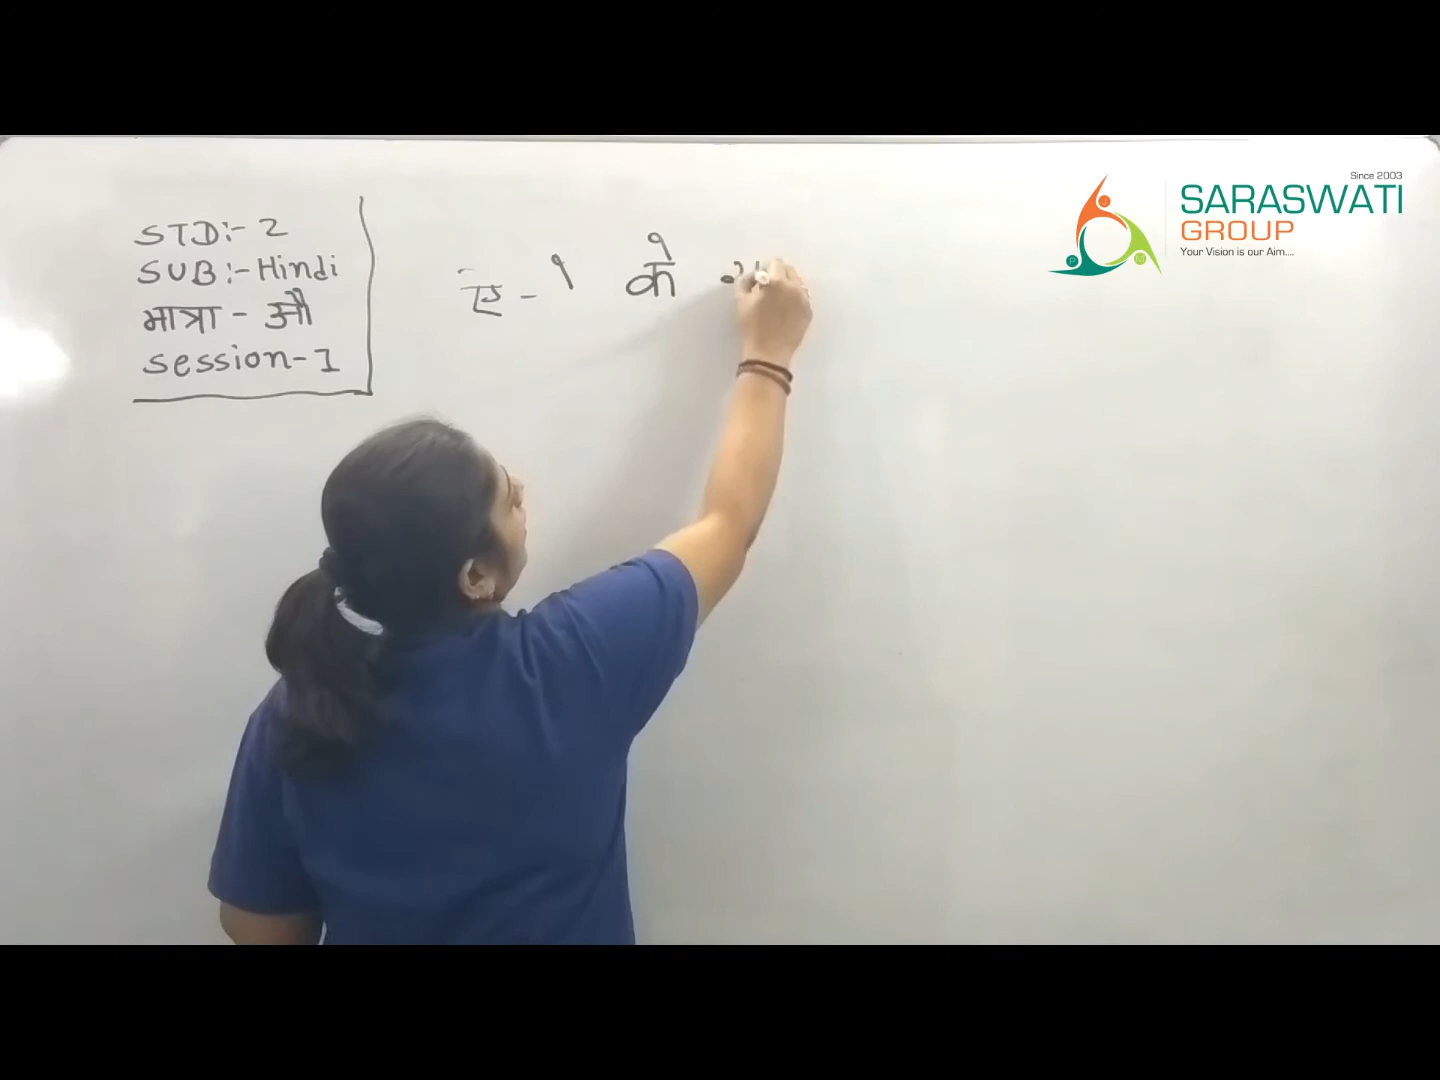 STD:- 2
SUB:- Hindi
मात्रा - औ
Session-1
ए - े के
Since 2003
SARASWATI
GROUP
Your Vision is our Aim....
J
P
M